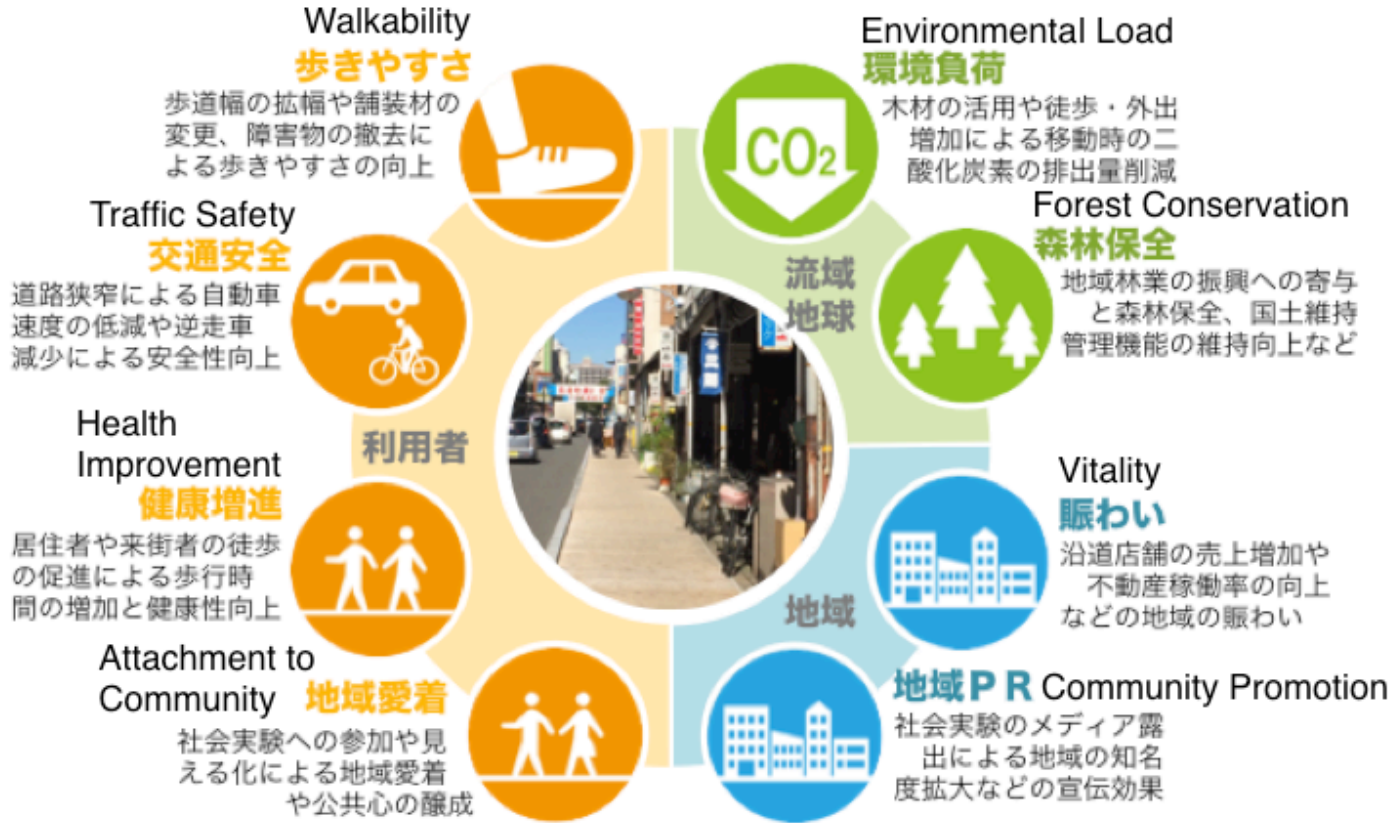 Walkability
歩きやすさ
歩道幅の拡幅や舗装材の
変更、障害物の撤去に
よる歩きやすさの向上
Traffic Safety
交通安全
道路狭窄による自動車
速度の低減や逆走車
減少による安全性向上
Health
Improvement
健康増進
居住者や来街者の徒歩
の促進による歩行時
間の増加と健康性向上
Attachment to
Community
地域愛着
社会実験への参加や見
える化による地域愛着
や公共心の醸成
利用者
Environmental Load
環境負荷
木材の活用や徒歩・外出
増加による移動時の二
酸化炭素の排出量削減
CO₂
Forest Conservation
森林保全
地域林業の振興への寄与
と森林保全、国土維持
管理機能の維持向上など
流域
地球
Vitality
賑わい
沿道店舗の売上増加や
不動産稼働率の向上
などの地域の賑わい
地域
地域PR Community Promotion
社会実験のメディア露
出による地域の知名
度拡大などの宣伝効果